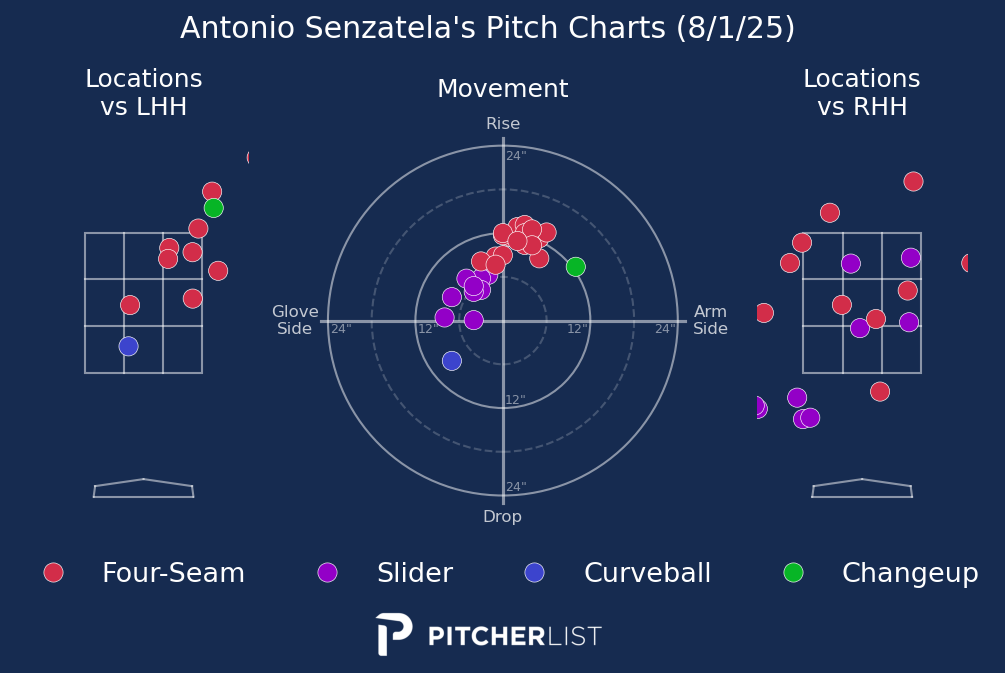 Antonio Senzatela's Pitch Charts (8/1/25)
Locations
vs LHH
Movement
Locations
vs RHH
Rise
24"
Glove
Side
24"
12"
12"
24"
Arm
Side
12"
24"
Drop
Four-Seam
Slider
Curveball
Changeup
PITCHERLIST